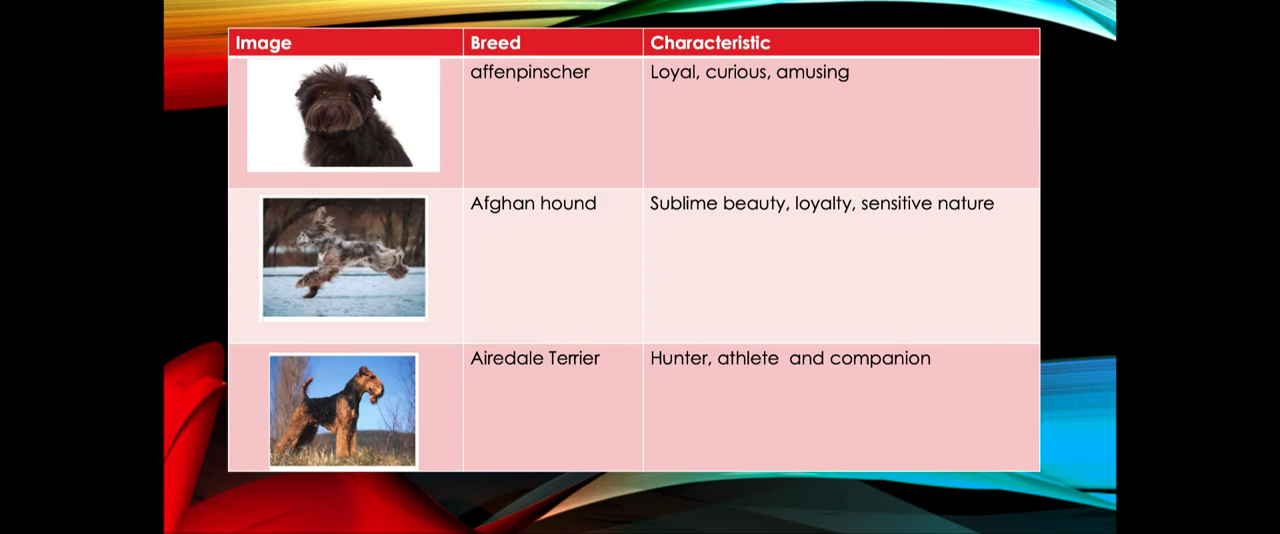 Image Breed Characteristic
affenpinscher Loyal, curious, amusing
Afghan hound Sublime beauty, loyalty, sensitive nature
Airedale Terrier Hunter, athlete  and companion